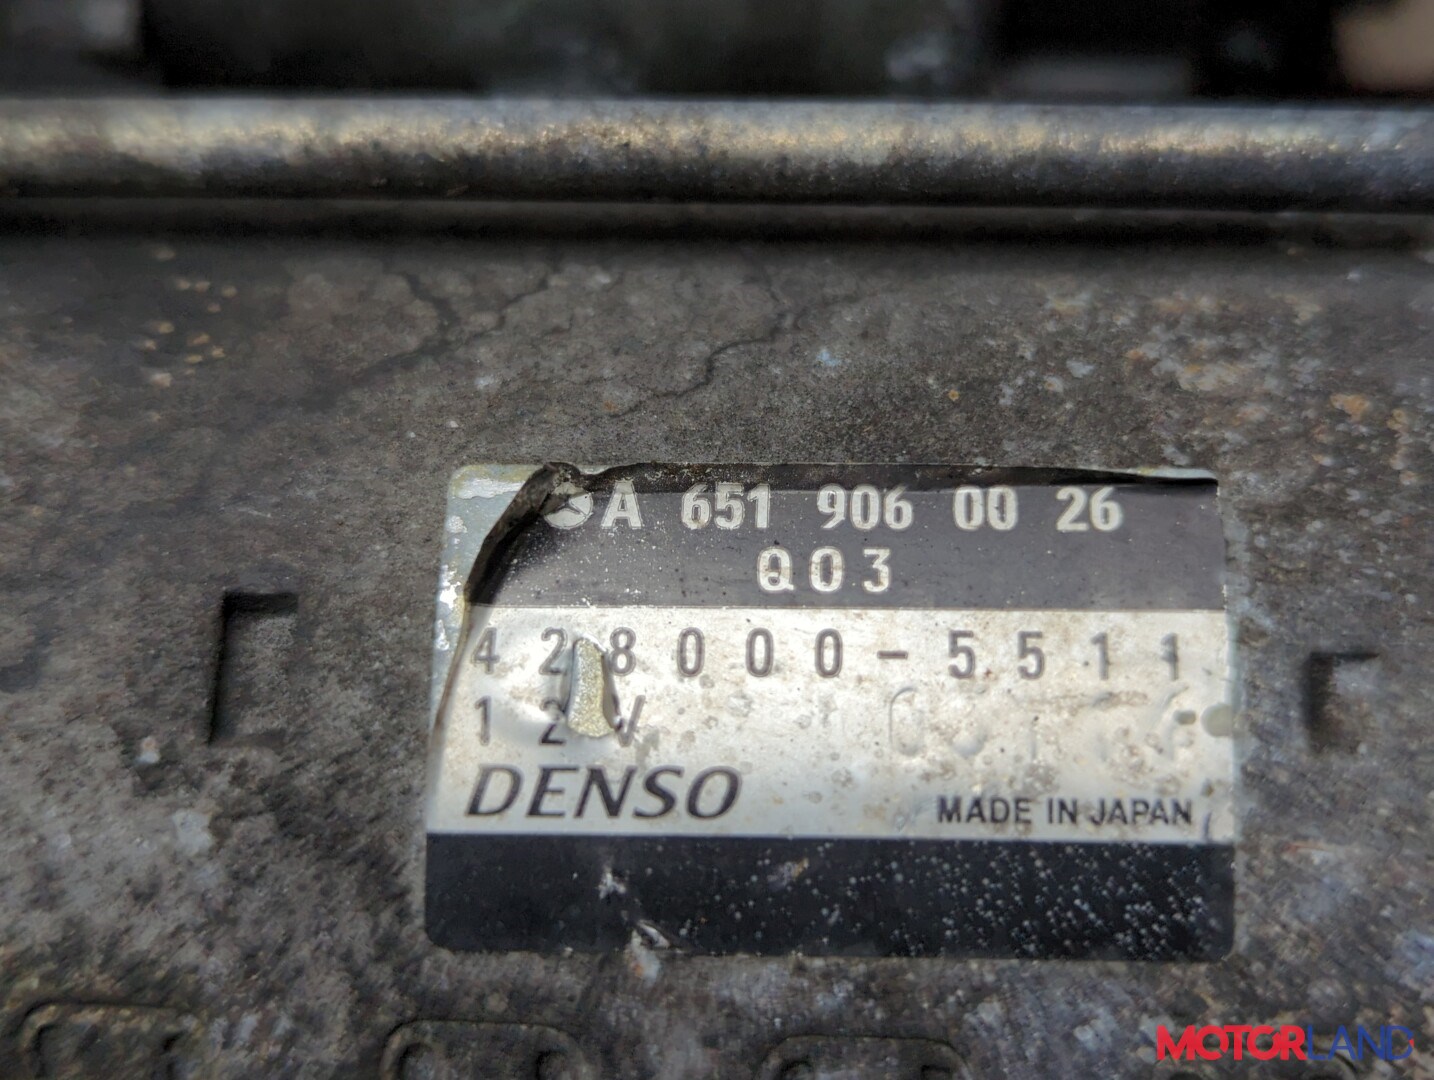 A 651 906 00 26
Q03
428000-5511
12V
DENSO
MADE IN JAPAN
MOTORLAND